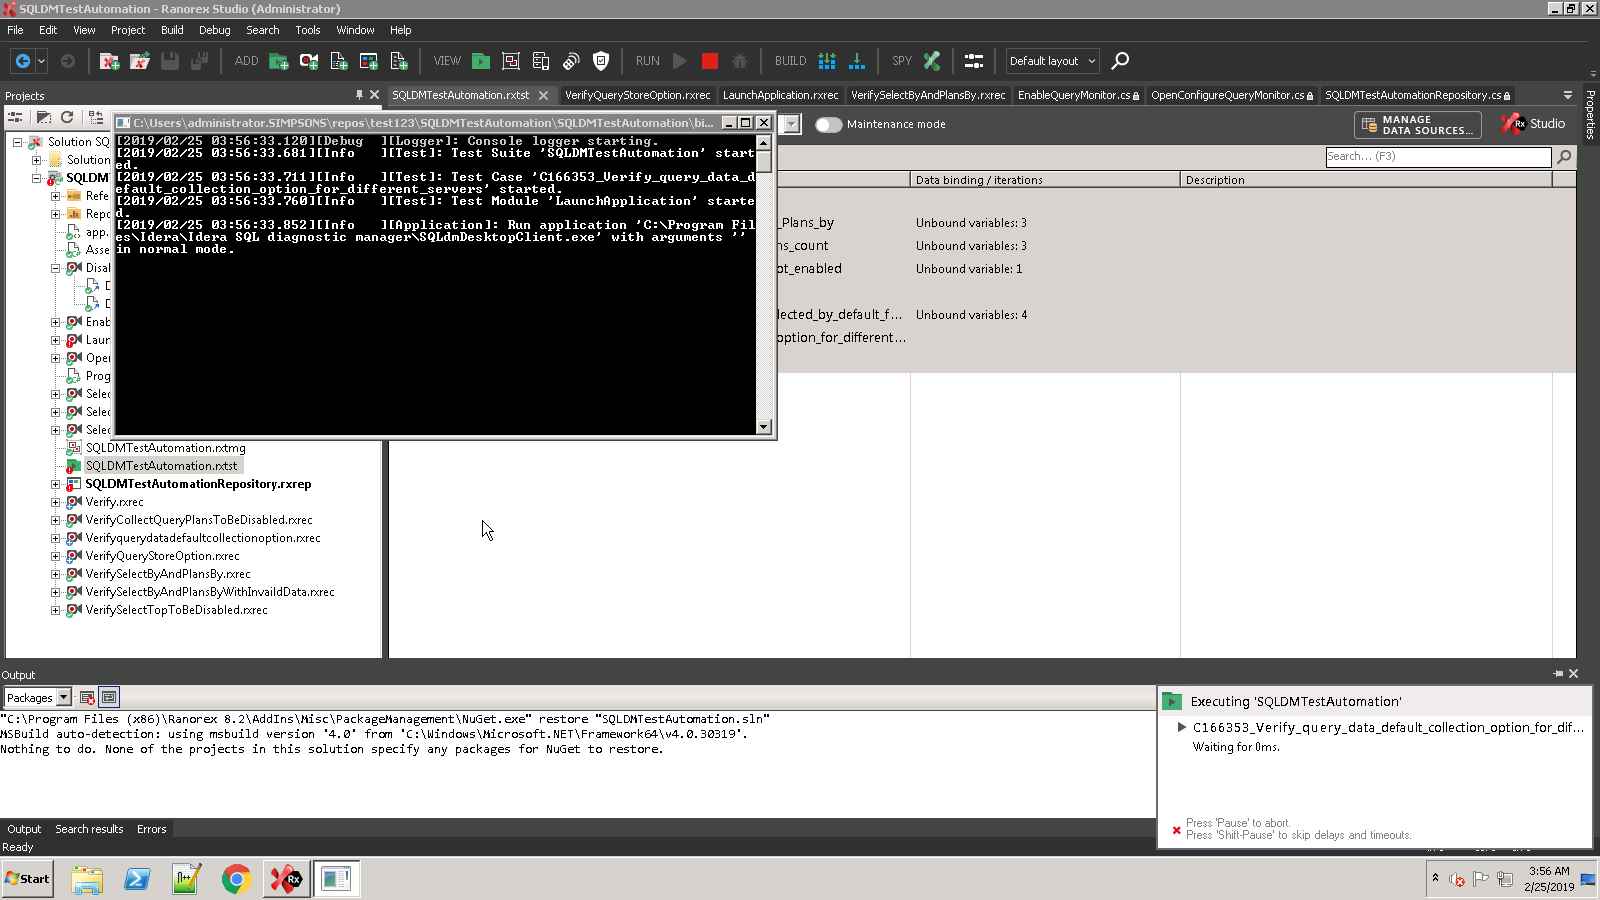 SQLDMTestAutomation - Ranorex Studio (Administrator)
File Edit View Project Build Debug Search Tools Window Help
ADD VIEW RUN BUILD SPY Default layout
Projects
SQLDMTestAutomation.rxtst VerifyQueryStoreOption.rxrec LaunchApplication.rxrec VerifySelectByAndPlansBy.rxrec EnableQueryMonitor.cs OpenConfigureQueryMonitor.cs SQLDMTestAutomationRepository.cs
Properties
C:\Users\administrator.SIMPSONS\repos\test123\SQLDMTestAutomation\SQLDMTestAutomation\bi...
Maintenance mode
MANAGE
DATA SOURCES...
Rx Studio
[2019/02/25 03:56:33.120][Debug ][Logger]: Console logger starting.
[2019/02/25 03:56:33.681][Info ][Test]: Test Suite 'SQLDMTestAutomation' start
ed.
[2019/02/25 03:56:33.711][Info ][Test]: Test Case 'C166353_Verify_query_data_d
efault_collection_option_for_different_servers' started.
[2019/02/25 03:56:33.760][Info ][Test]: Test Module 'LaunchApplication' starte
d.
[2019/02/25 03:56:33.852][Info ][Application]: Run application 'C:\Program Fil
es\Idera\Idera SQL diagnostic manager\SQLdmDesktopClient.exe' with arguments ''
in normal mode.
Search... (F3)
Data binding / iterations Description
_Plans_by Unbound variables: 3
ns_count Unbound variables: 3
ot_enabled Unbound variable: 1
lected_by_default_f... Unbound variables: 4
option_for_different...
Solution SQ
Solution
SQLDM
Refe
Repo
app.
Asse
Disal
D
D
Enab
Laun
Open
Prog
Selec
Selec
Selec
SQLDMTestAutomation.rxtmg
SQLDMTestAutomation.rxtst
SQLDMTestAutomationRepository.rxrep
Verify.rxrec
VerifyCollectQueryPlansToBeDisabled.rxrec
Verifyquerydatadefaultcollectionoption.rxrec
VerifyQueryStoreOption.rxrec
VerifySelectByAndPlansBy.rxrec
VerifySelectByAndPlansByWithInvaildData.rxrec
VerifySelectTopToBeDisabled.rxrec
Output
Packages
"C:\Program Files (x86)\Ranorex 8.2\AddIns\Misc\PackageManagement\NuGet.exe" restore "SQLDMTestAutomation.sln"
MSBuild auto-detection: using msbuild version '4.0' from 'C:\Windows\Microsoft.NET\Framework64\v4.0.30319'.
Nothing to do. None of the projects in this solution specify any packages for NuGet to restore.
Executing 'SQLDMTestAutomation'
C166353_Verify_query_data_default_collection_option_for_dif...
Waiting for 0ms.
Press 'Pause' to abort.
Press 'Shift-Pause' to skip delays and timeouts.
Output Search results Errors
Ready
Start
3:56 AM
2/25/2019